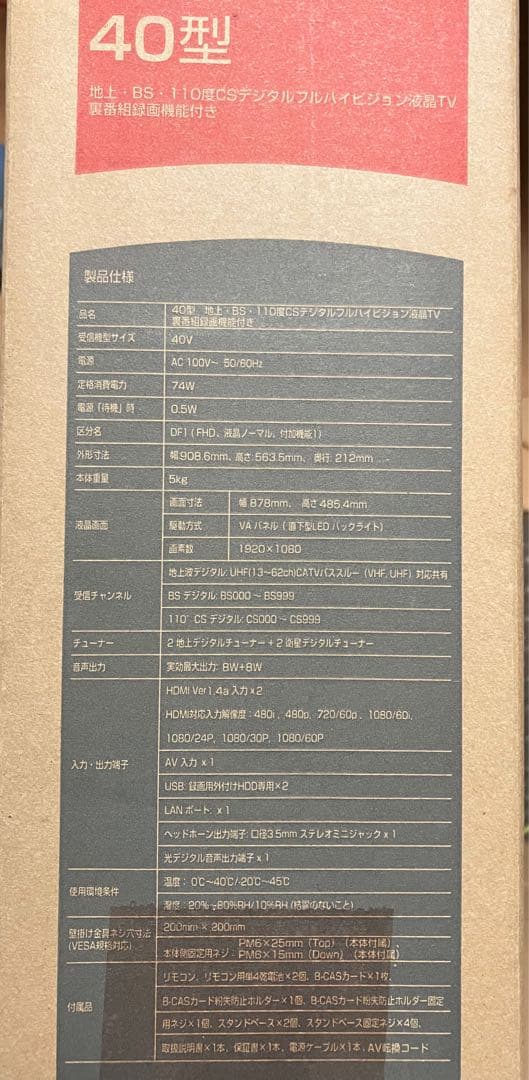 40型
地上・BS・110度CSデジタルフルハイビジョン液晶TV
裏番組録画機能付き
製品仕様
品名 40型 地上・BS・110度CSデジタルフルハイビジョン液晶TV
裏番組録画機能付き
受信機型サイズ 40V
電源 AC 100V～ 50/60Hz
定格消費電力 74W
電源「待機」時 0.5W
区分名 DF1 ( FHD、液晶ノーマル、付加機能1)
外形寸法 幅:908.6mm、高さ:563.5mm、 奥行: 212mm
本体重量 5kg
液晶画面 画面寸法 幅 878mm、 高さ 485.4mm
駆動方式 VA パネル ( 直下型LED バックライト)
画素数 1920×1080
受信チャンネル 地上波デジタル: UHF(13~62ch)CATVパススルー (VHF, UHF) 対応共有
BS デジタル: BS000 ~ BS999
110゜CS デジタル: CS000 ~ CS999
チューナー 2 地上デジタルチューナー + 2 衛星デジタルチューナー
音声出力 実効最大出力: 8W+8W
入力・出力端子 HDMI Ver1.4a 入力×2
HDMI対応入力解像度 : 480i 、480p、720/60p 、1080/60i、
1080/24P、1080/30P、1080/60P
AV 入力 x 1
USB: 録画用外付けHDD専用×2
LAN ポート: x 1
ヘッドホーン出力端子: 口径3.5mm ステレオミニジャック x 1
光デジタル音声出力端子 x 1
使用環境条件 温度： 0℃~40℃/-20℃~45℃
湿度：20%~80%RH/10%RH (結露のないこと)
壁掛け金具ネジ穴寸法
(VESA規格対応) 200mm × 200mm
本体側固定用ネジ： PM6×25mm (Top) (本体付属)、
PM6×15mm (Down) (本体付属)
付属品 リモコン、リモコン用単4乾電池×2個、B-CASカード×1枚、
B-CASカード紛失防止ホルダー×1個、B-CASカード紛失防止ホルダー固定
用ネジ×1個、スタンドベース×2個、スタンドベース固定ネジ×4個、
取扱説明書×1本、保証書×1本、電源ケーブル×1本、AV転換コード